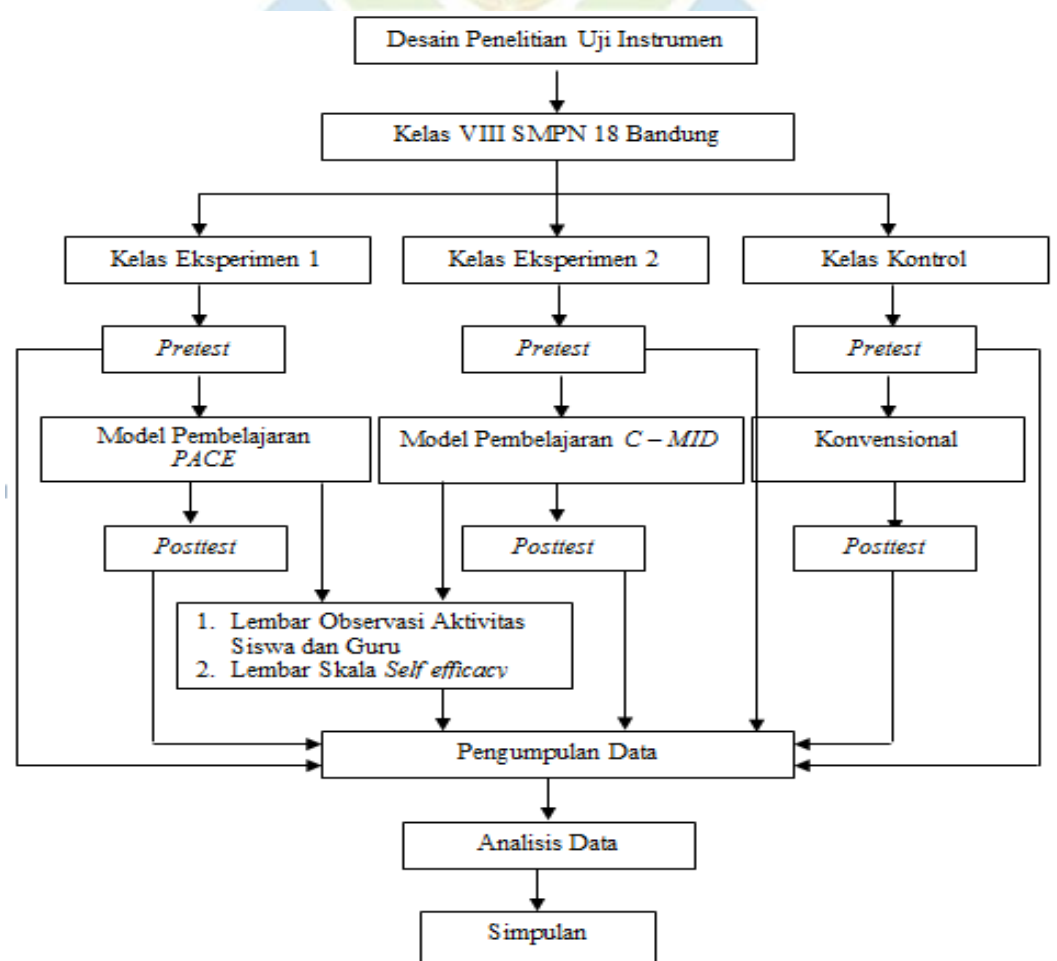 Desain Penelitian Uji Instrumen
Kelas VIII SMPN 18 Bandung
Kelas Eksperimen 1
Kelas Eksperimen 2
Kelas Kontrol
Pretest
Pretest
Pretest
Model Pembelajaran
PACE
Model Pembelajaran C – MID
Konvensional
Posttest
Posttest
Posttest
1. Lembar Observasi Aktivitas
Siswa dan Guru
2. Lembar Skala Self efficacy
Pengumpulan Data
Analisis Data
Simpulan